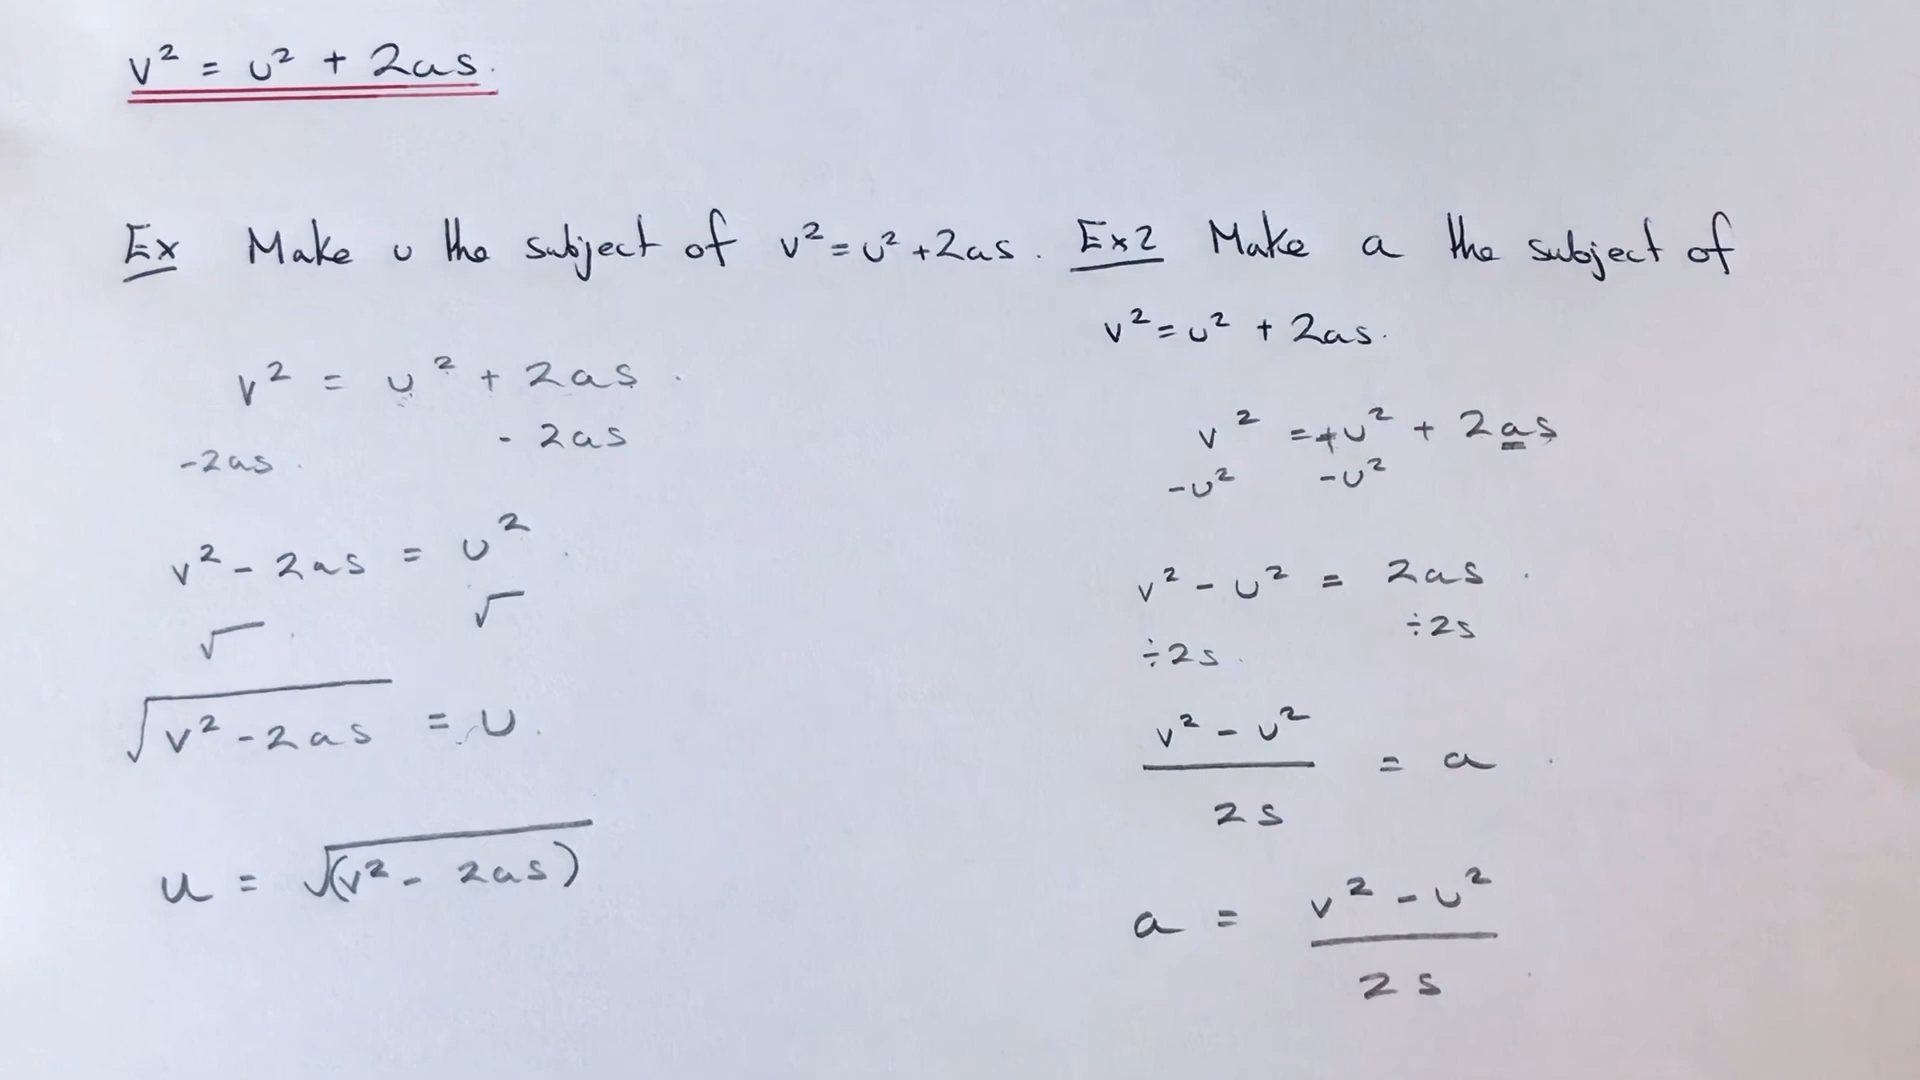 v² = u² + 2as.
Ex Make u the subject of v² = u² + 2as.
v² = u² + 2as.
-2as. - 2as
v² - 2as = u².
√ √
√v² - 2as = u.
u = √(v² - 2as)
Ex2 Make a the subject of
v² = u² + 2as.
v² = +u² + 2as
-u² -u²
v² - u² = 2as.
÷2s. ÷2s
v² - u²
= a
2s
a =
v² - u²
2s